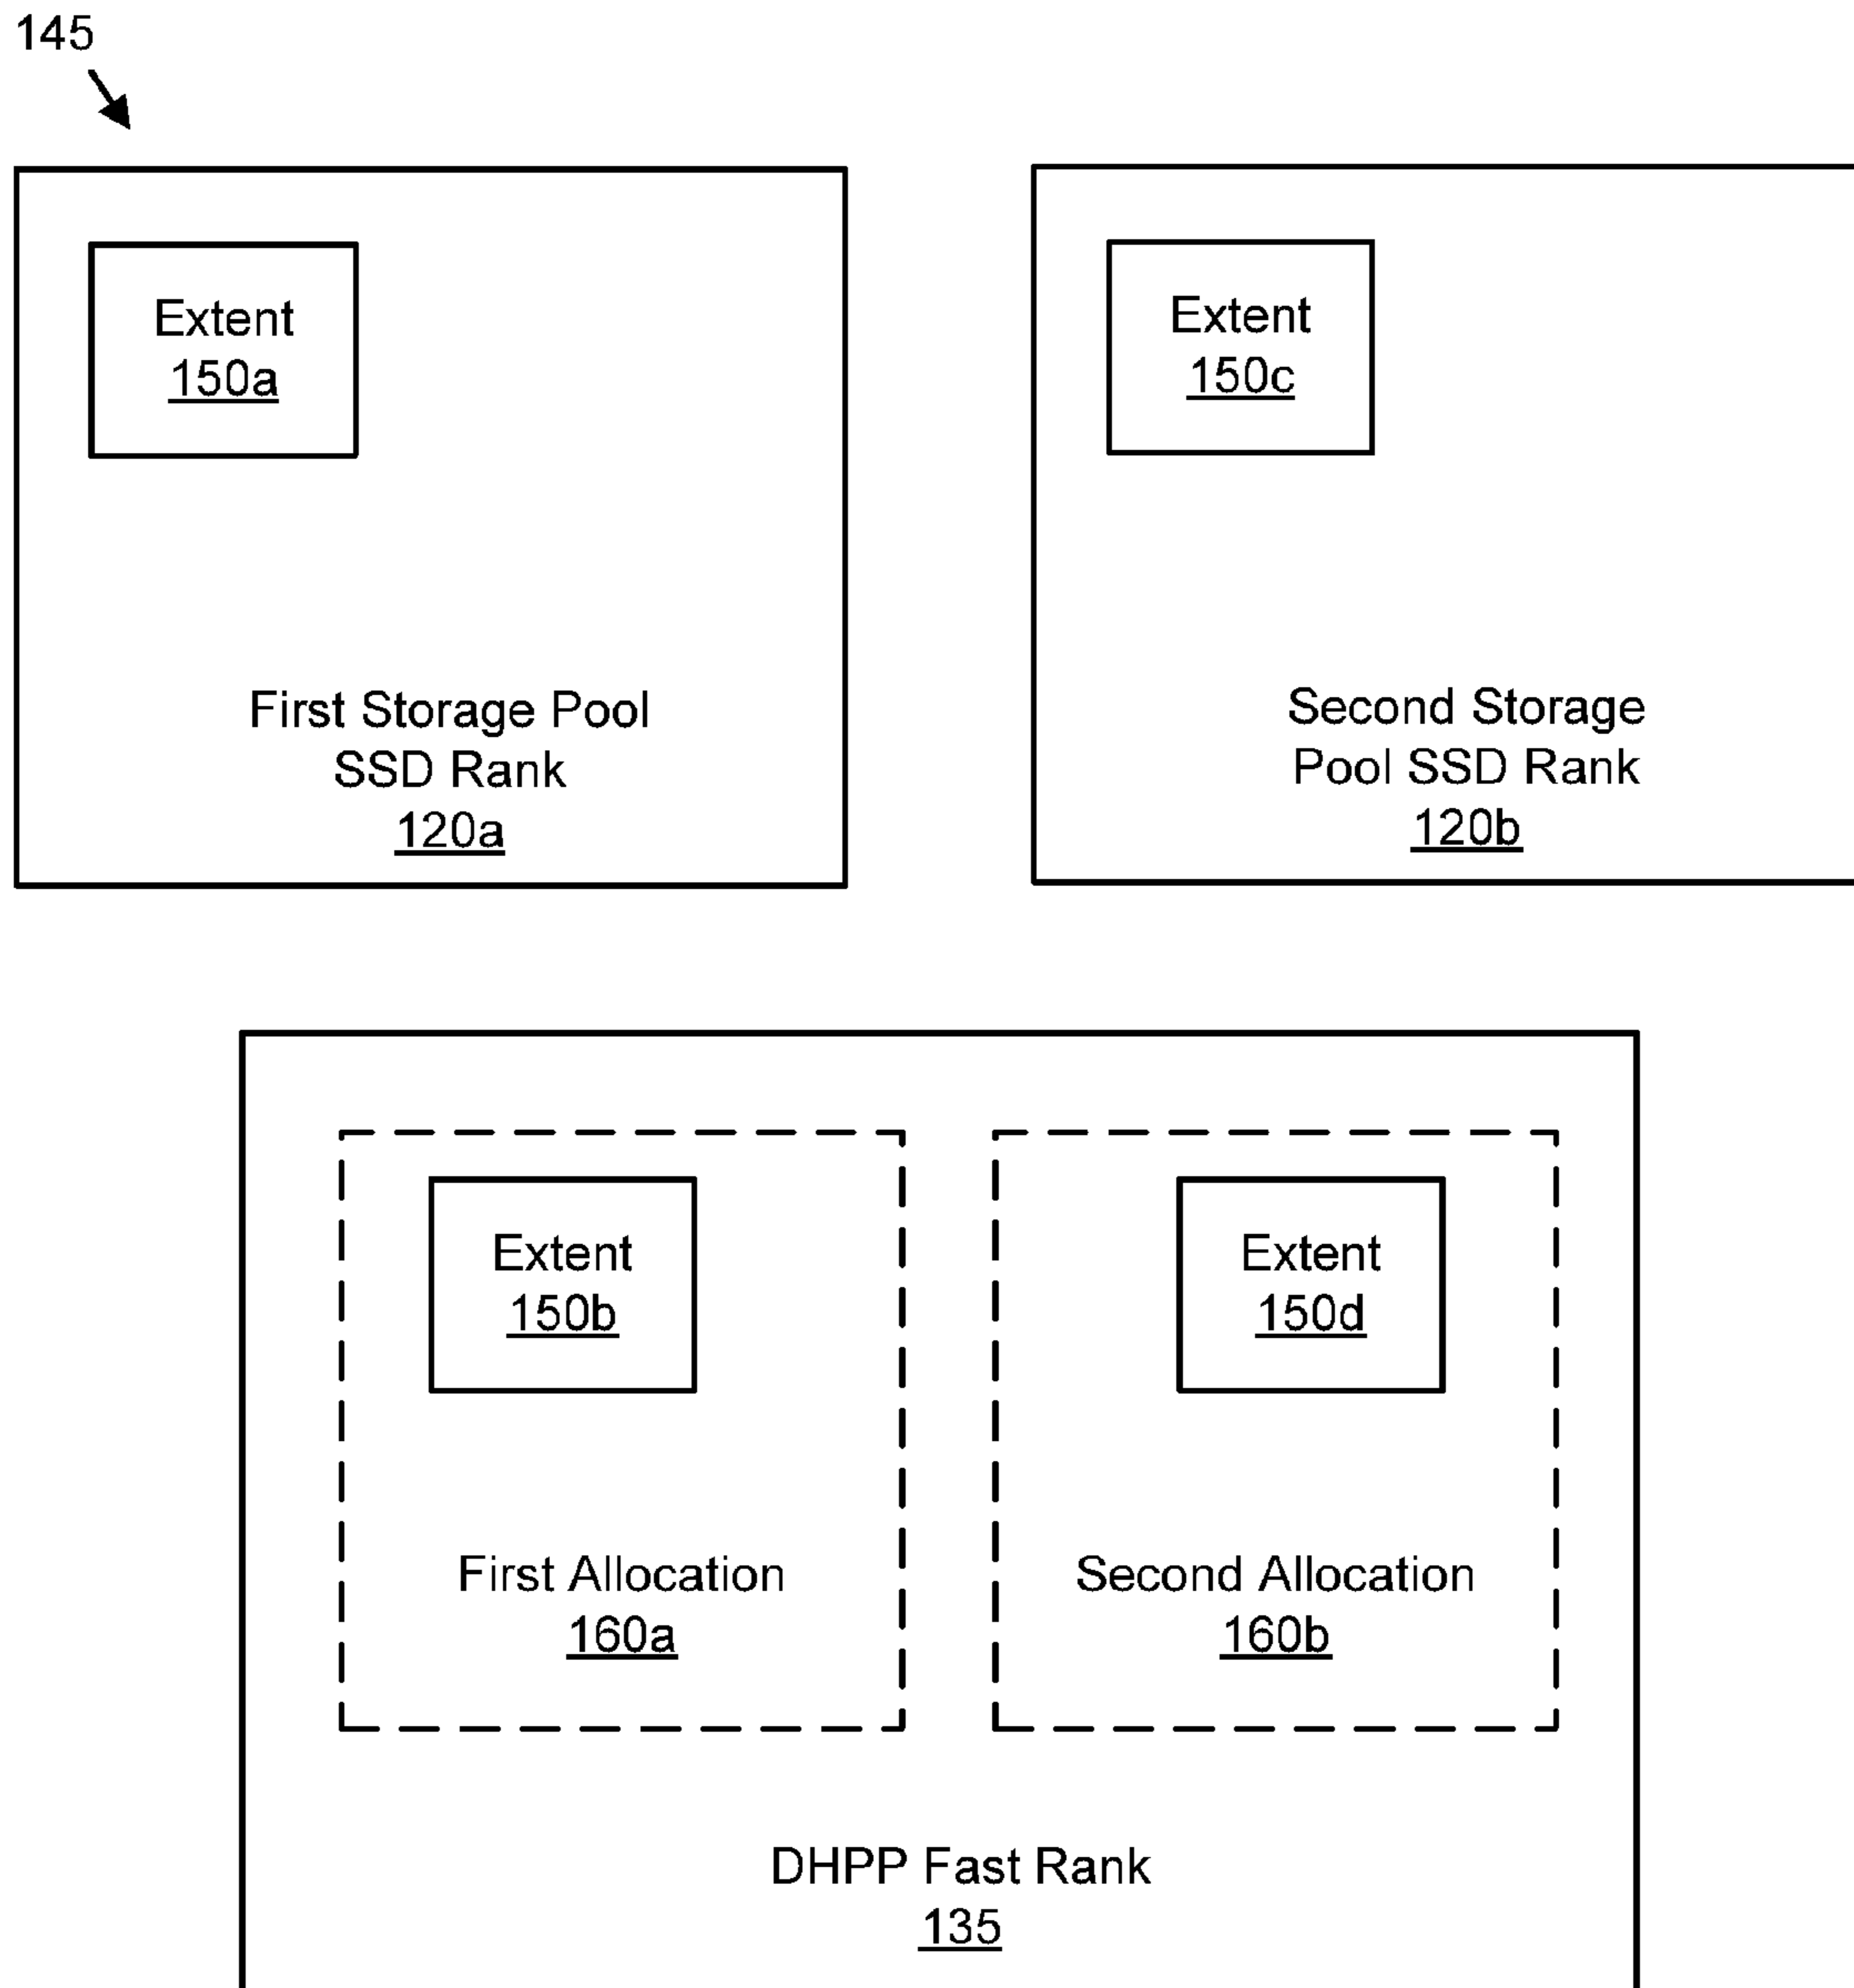 145
Extent
150a
First Storage Pool
SSD Rank
120a
Extent
150c
Second Storage
Pool SSD Rank
120b
Extent
150b
First Allocation
160a
Extent
150d
Second Allocation
160b
DHPP Fast Rank
135